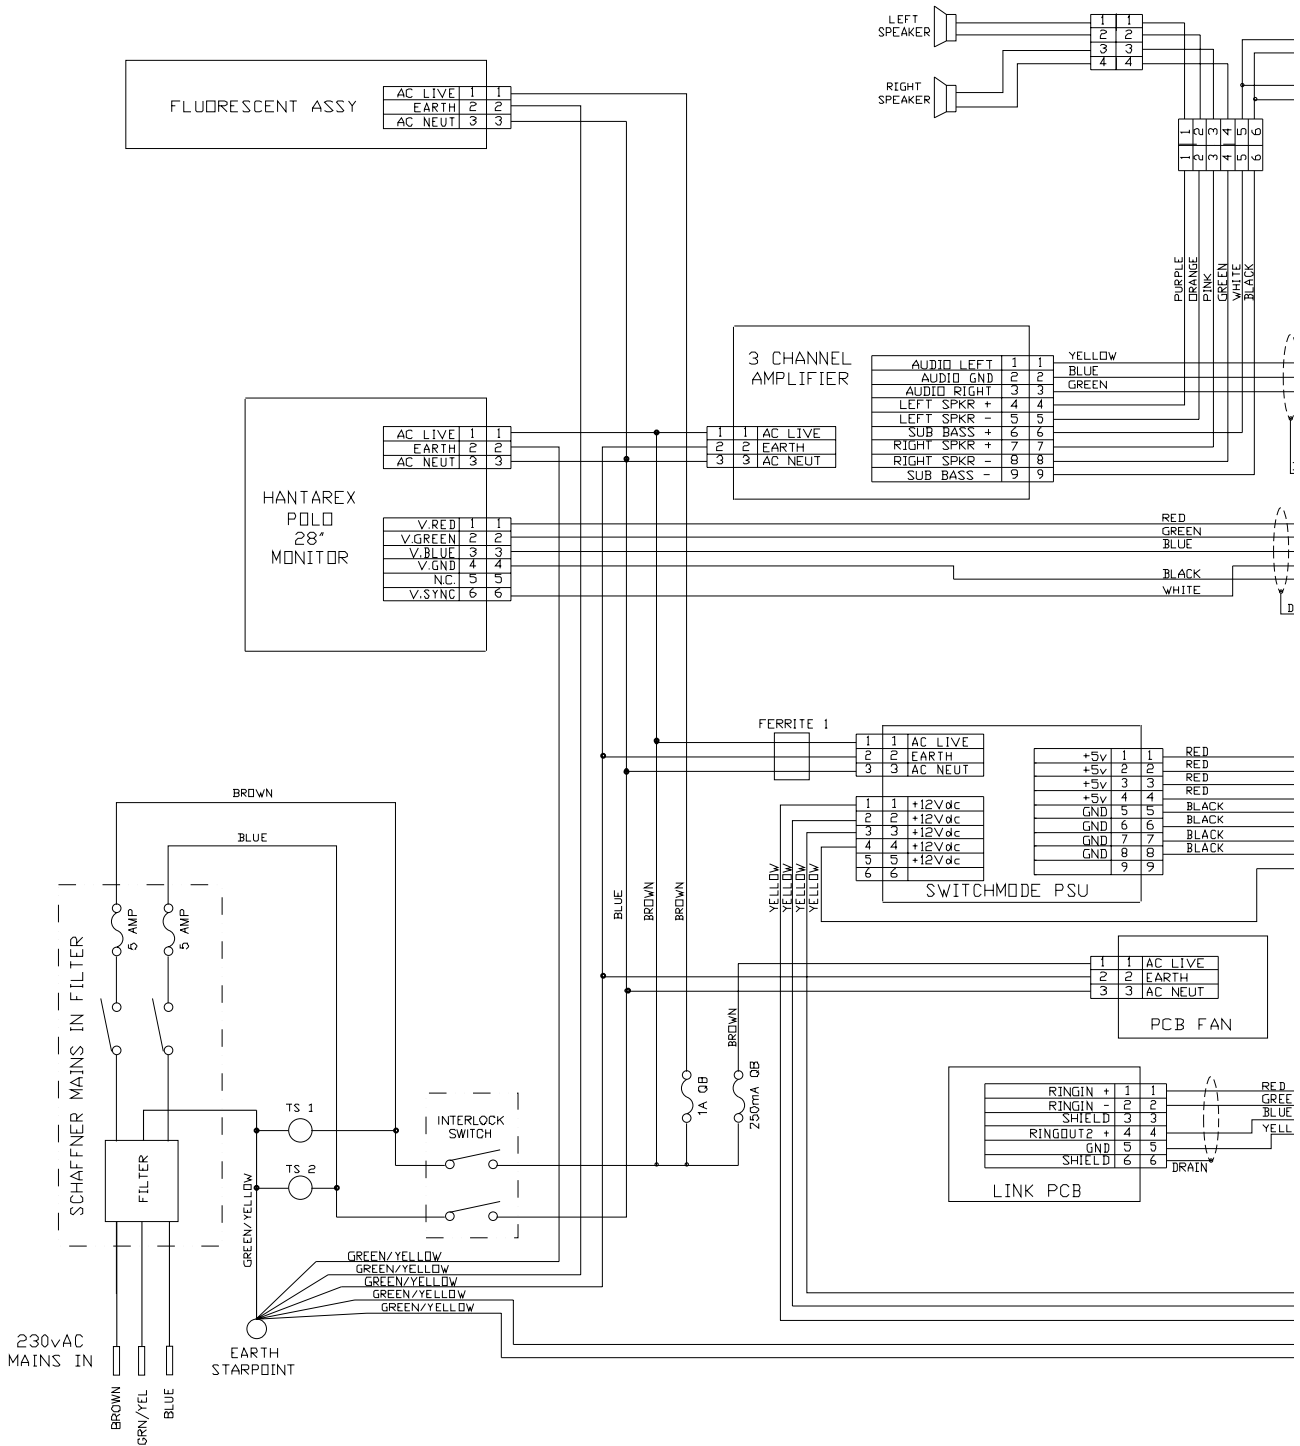 LEFT
SPEAKER
1 1
2 2
3 3
4 4
RIGHT
SPEAKER
FLUORESCENT ASSY
AC LIVE 1 1
EARTH 2 2
AC NEUT 3 3
1 2 3 4 5 6
1 2 3 4 5 6
PURPLE
ORANGE
PINK
GREEN
WHITE
BLACK
3 CHANNEL
AMPLIFIER
AUDIO LEFT 1 1
AUDIO GND 2 2
AUDIO RIGHT 3 3
LEFT SPKR + 4 4
LEFT SPKR - 5 5
SUB BASS + 6 6
RIGHT SPKR + 7 7
RIGHT SPKR - 8 8
SUB BASS - 9 9
YELLOW
BLUE
GREEN
1 1 AC LIVE
2 2 EARTH
3 3 AC NEUT
AC LIVE 1 1
EARTH 2 2
AC NEUT 3 3
HANTAREX
POLO
28"
MONITOR
V.RED 1 1
V.GREEN 2 2
V.BLUE 3 3
V.GND 4 4
N.C. 5 5
V.SYNC 6 6
RED
GREEN
BLUE
BLACK
WHITE
D
FERRITE 1
1 1 AC LIVE
2 2 EARTH
3 3 AC NEUT
1 1 +12Vdc
2 2 +12Vdc
3 3 +12Vdc
4 4 +12Vdc
5 5 +12Vdc
6 6
+5v 1 1
+5v 2 2
+5v 3 3
+5v 4 4
GND 5 5
GND 6 6
GND 7 7
GND 8 8
9 9
RED
RED
RED
RED
BLACK
BLACK
BLACK
BLACK
SWITCHMODE PSU
YELLOW
YELLOW
YELLOW
YELLOW
BROWN
BLUE
BLUE
BROWN
BROWN
5 AMP
5 AMP
SCHAFFNER MAINS IN FILTER
1 1 AC LIVE
2 2 EARTH
3 3 AC NEUT
PCB FAN
BROWN
1A QB
250mA QB
TS 1
TS 2
INTERLOCK
SWITCH
FILTER
GREEN/YELLOW
RINGIN + 1 1
RINGIN - 2 2
SHIELD 3 3
RINGOUT2 + 4 4
GND 5 5
SHIELD 6 6
RED
GREE
BLUE
YELL
DRAIN
LINK PCB
GREEN/YELLOW
GREEN/YELLOW
GREEN/YELLOW
GREEN/YELLOW
GREEN/YELLOW
EARTH
STARPOINT
230vAC
MAINS IN
BROWN
GRN/YEL
BLUE